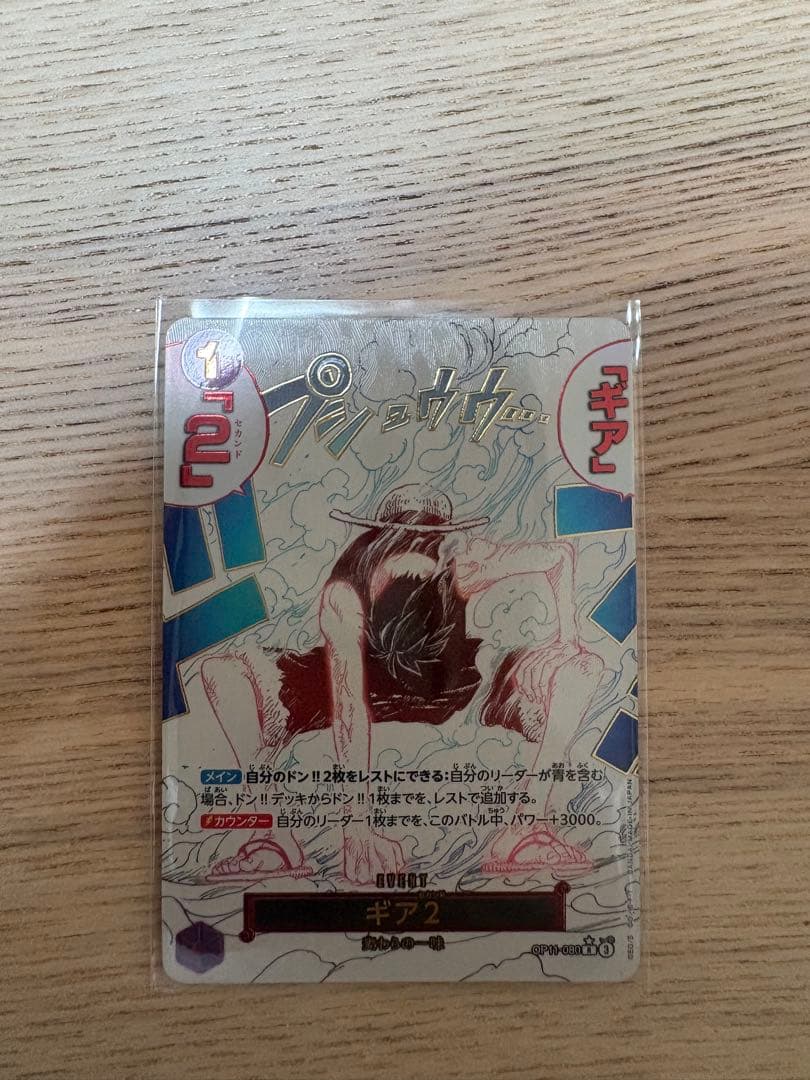 1
「ギア」
「2」
セカンド
プシュウウ...
メイン 自分のドン!!2枚をレストにできる:自分のリーダーが青を含む
場合、ドン!!デッキからドン!!1枚までを、レストで追加する。
カウンター 自分のリーダー1枚までを、このバトル中、パワー+3000。
EVENT
ギア2
麦わらの一味
OP11-080 R 3